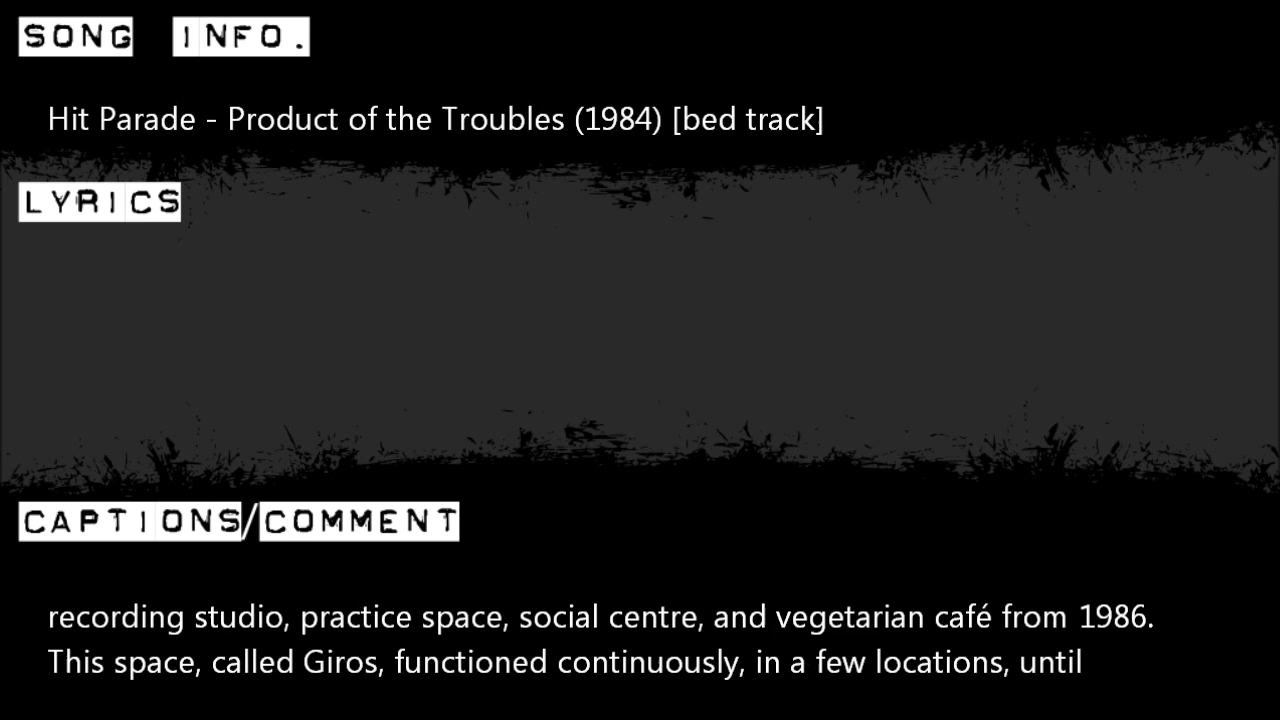 SONG INFO.
Hit Parade - Product of the Troubles (1984) [bed track]
LYRICS
CAPTIONS/COMMENT
recording studio, practice space, social centre, and vegetarian café from 1986.
This space, called Giros, functioned continuously, in a few locations, until